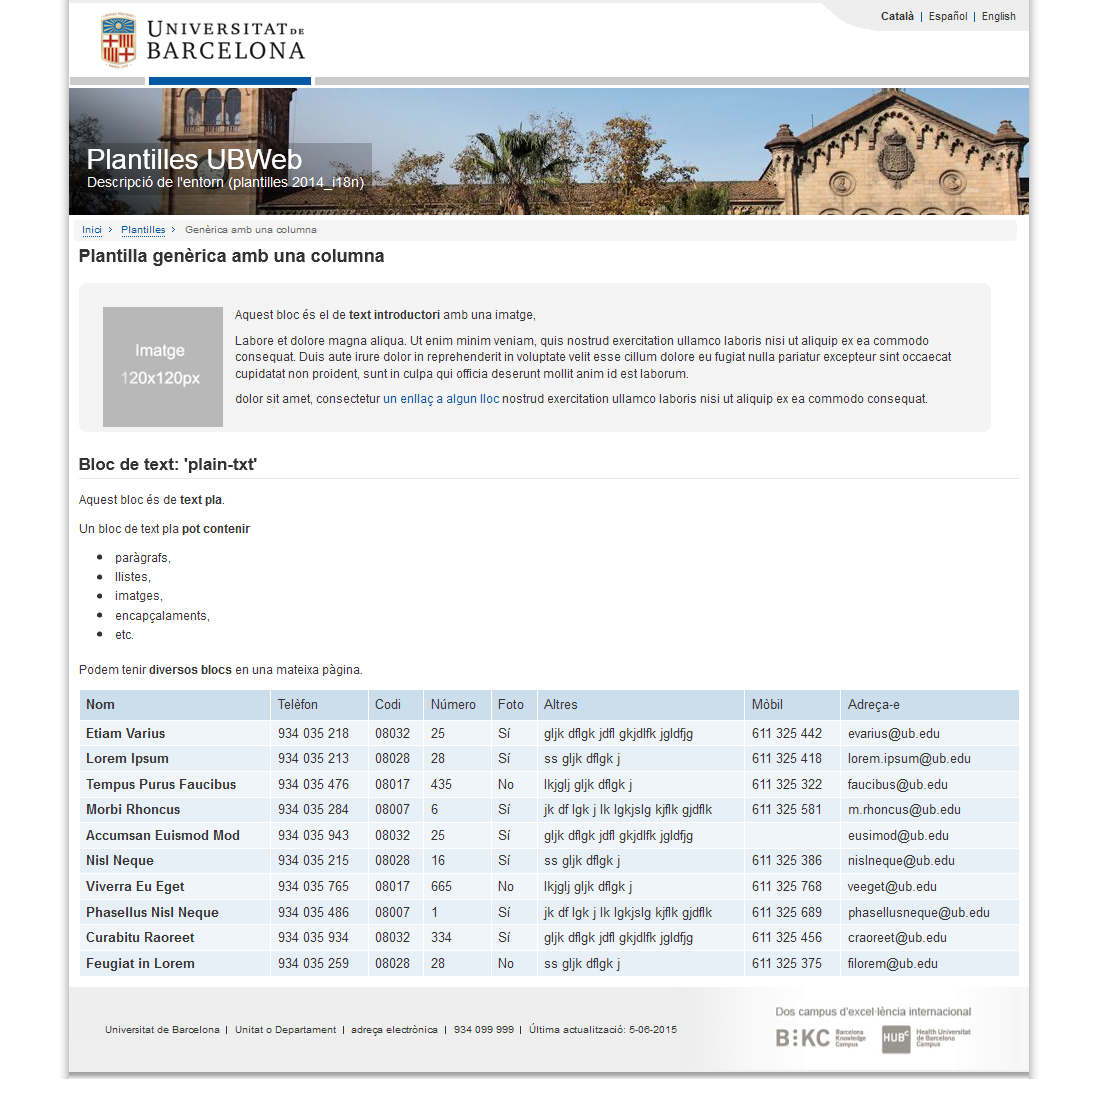 UNIVERSITAT DE
BARCELONA
Català | Español | English
Plantilles UBWeb
Descripció de l'entorn (plantilles 2014_i18n)
Inici > Plantilles > Genèrica amb una columna
Plantilla genèrica amb una columna
Imatge
120x120px
Aquest bloc és el de text introductori amb una imatge,
Labore et dolore magna aliqua. Ut enim minim veniam, quis nostrud exercitation ullamco laboris nisi ut aliquip ex ea commodo
consequat. Duis aute irure dolor in reprehenderit in voluptate velit esse cillum dolore eu fugiat nulla pariatur excepteur sint occaecat
cupidatat non proident, sunt in culpa qui officia deserunt mollit anim id est laborum.
dolor sit amet, consectetur un enllaç a algun lloc nostrud exercitation ullamco laboris nisi ut aliquip ex ea commodo consequat.
Bloc de text: 'plain-txt'
Aquest bloc és de text pla.
Un bloc de text pla pot contenir
• paràgrafs,
• llistes,
• imatges,
• encapçalaments,
• etc.
Podem tenir diversos blocs en una mateixa pàgina.
Nom Telèfon Codi Número Foto Altres Mòbil Adreça-e
Etiam Varius 934 035 218 08032 25 Sí gljk dflgk jdfl gkjdlfk jgldfjg 611 325 442 evarius@ub.edu
Lorem Ipsum 934 035 213 08028 28 Sí ss gljk dflgk j 611 325 418 lorem.ipsum@ub.edu
Tempus Purus Faucibus 934 035 476 08017 435 No lkjglj gljk dflgk j 611 325 322 faucibus@ub.edu
Morbi Rhoncus 934 035 284 08007 6 Sí jk df lgk j lk lgkjslg kjflk gjdflk 611 325 581 m.rhoncus@ub.edu
Accumsan Euismod Mod 934 035 943 08032 25 Sí gljk dflgk jdfl gkjdlfk jgldfjg eusimod@ub.edu
Nisl Neque 934 035 215 08028 16 Sí ss gljk dflgk j 611 325 386 nislneque@ub.edu
Viverra Eu Eget 934 035 765 08017 665 No lkjglj gljk dflgk j 611 325 768 veeget@ub.edu
Phasellus Nisl Neque 934 035 486 08007 1 Sí jk df lgk j lk lgkjslg kjflk gjdflk 611 325 689 phasellusneque@ub.edu
Curabitu Raoreet 934 035 934 08032 334 Sí gljk dflgk jdfl gkjdlfk jgldfjg 611 325 456 craoreet@ub.edu
Feugiat in Lorem 934 035 259 08028 28 No ss gljk dflgk j 611 325 375 filorem@ub.edu
Universitat de Barcelona | Unitat o Departament | adreça electrònica | 934 099 999 | Última actualització: 5-06-2015
Dos campus d'excel·lència internacional
B:KC Barcelona Knowledge Campus
HUBc Health Universitat de Barcelona Campus